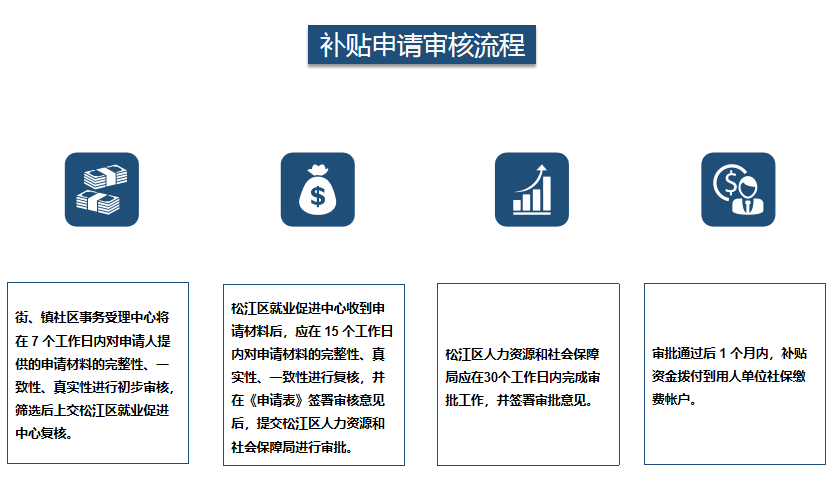 补贴申请审核流程
街、镇社区事务受理中心将
在 7 个工作日内对申请人提
供的申请材料的完整性、一
致性、真实性进行初步审核,
筛选后上交松江区就业促进
中心复核。
松江区就业促进中心收到申
请材料后，应在 15 个工作日
内对申请材料的完整性、真
实性、一致性进行复核，并
在《申请表》签署审核意见
后，提交松江区人力资源和
社会保障局进行审批。
松江区人力资源和社会保障
局应在30个工作日内完成审
批工作，并签署审批意见。
审批通过后 1 个月内，补贴
资金拨付到用人单位社保缴
费帐户。